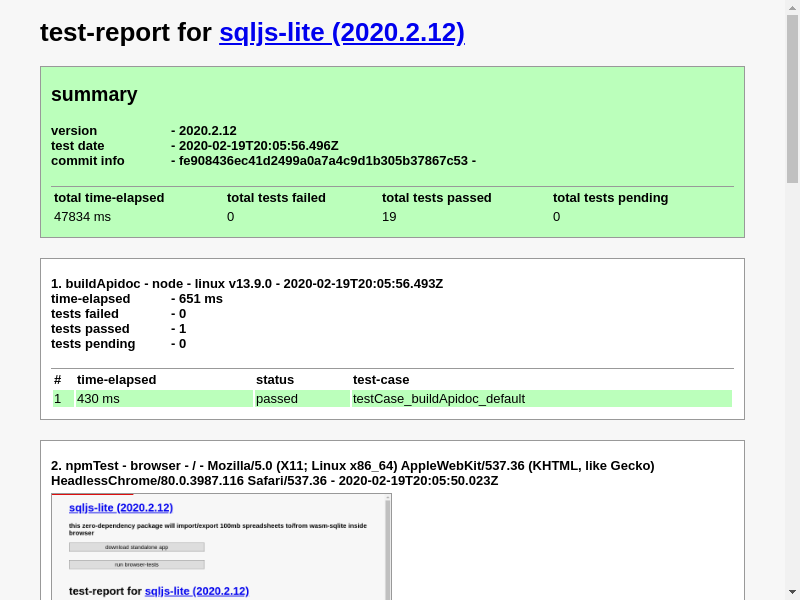 test-report for sqljs-lite (2020.2.12)
summary
version - 2020.2.12
test date - 2020-02-19T20:05:56.496Z
commit info - fe908436ec41d2499a0a7a4c9d1b305b37867c53 -
total time-elapsed total tests failed total tests passed total tests pending
47834 ms 0 19 0
1. buildApidoc - node - linux v13.9.0 - 2020-02-19T20:05:56.493Z
time-elapsed - 651 ms
tests failed - 0
tests passed - 1
tests pending - 0
# time-elapsed status test-case
1 430 ms passed testCase_buildApidoc_default
2. npmTest - browser - / - Mozilla/5.0 (X11; Linux x86_64) AppleWebKit/537.36 (KHTML, like Gecko)
HeadlessChrome/80.0.3987.116 Safari/537.36 - 2020-02-19T20:05:50.023Z
sqljs-lite (2020.2.12)
this zero-dependency package will import/export 100mb spreadsheets to/from wasm-sqlite inside
browser
download standalone app
run browser-tests
test-report for sqljs-lite (2020.2.12)